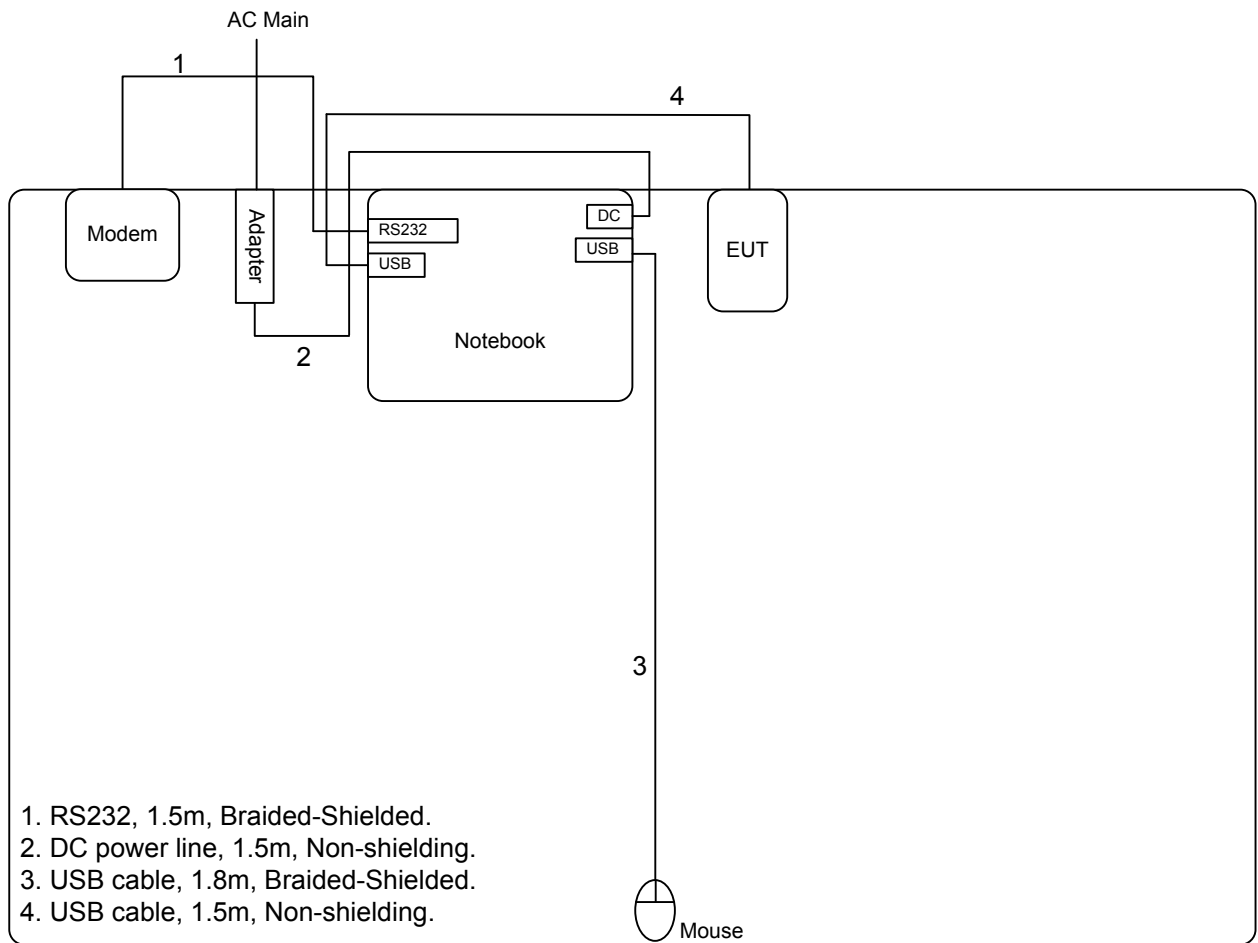 AC Main
1
4
Modem
Adapter
RS232
USB
DC
USB
EUT
Notebook
2
3
1. RS232, 1.5m, Braided-Shielded.
2. DC power line, 1.5m, Non-shielding.
3. USB cable, 1.8m, Braided-Shielded.
4. USB cable, 1.5m, Non-shielding.
Mouse